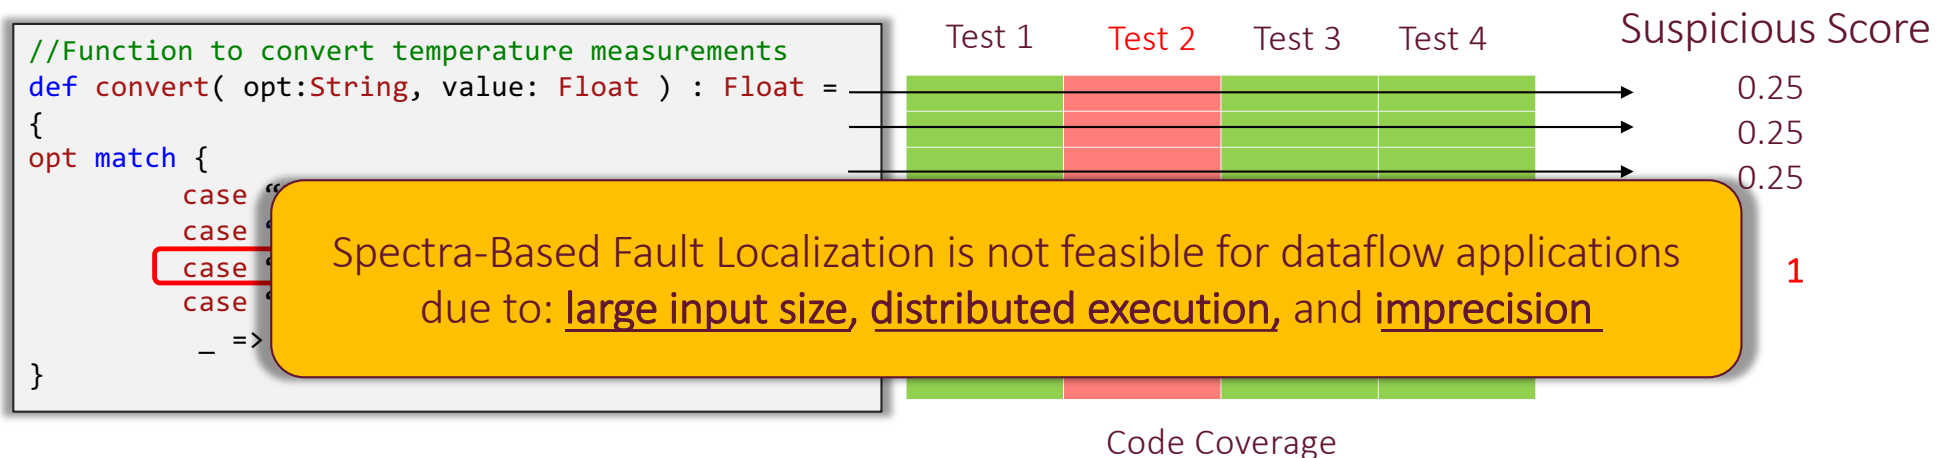 //Function to convert temperature measurements
def convert( opt:String, value: Float ) : Float =
{
opt match {
case “
case “
case “
case “
_ =>
}
Test 1 Test 2 Test 3 Test 4
Suspicious Score
0.25
0.25
0.25
1
Spectra-Based Fault Localization is not feasible for dataflow applications
due to: large input size, distributed execution, and imprecision
Code Coverage